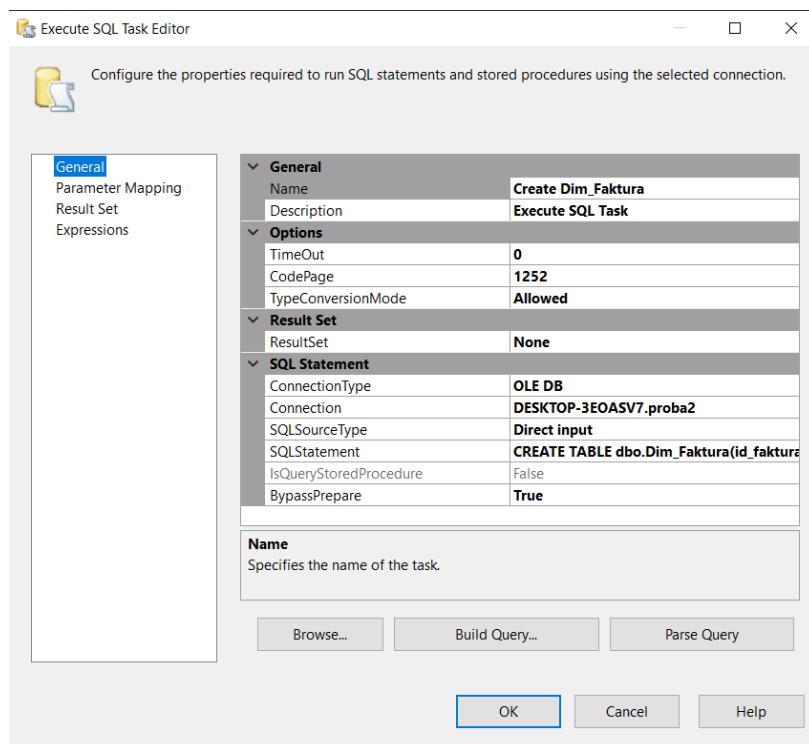 Execute SQL Task Editor
Configure the properties required to run SQL statements and stored procedures using the selected connection.
General
Parameter Mapping
Result Set
Expressions
General
Name Create Dim_Faktura
Description Execute SQL Task
Options
TimeOut 0
CodePage 1252
TypeConversionMode Allowed
Result Set
ResultSet None
SQL Statement
ConnectionType OLE DB
Connection DESKTOP-3EOASV7.proba2
SQLSourceType Direct input
SQLStatement CREATE TABLE dbo.Dim_Faktura(id_faktura
IsQueryStoredProcedure False
BypassPrepare True
Name
Specifies the name of the task.
Browse... Build Query... Parse Query
OK Cancel Help